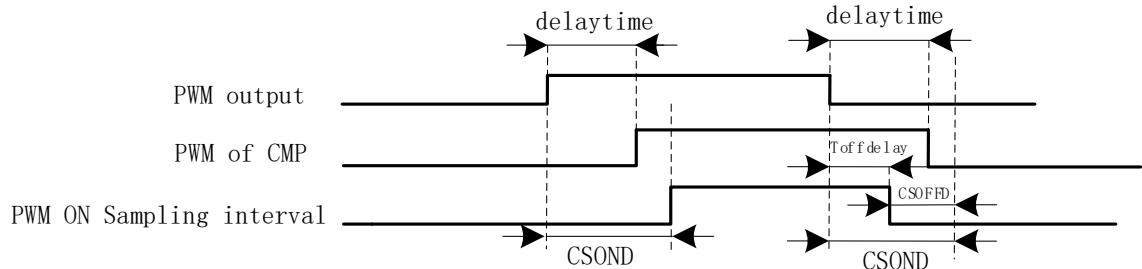 delaytime
delaytime
PWM output
PWM of CMP
Toffdelay
CSOFFD
PWM ON Sampling interval
CSOND
CSOND